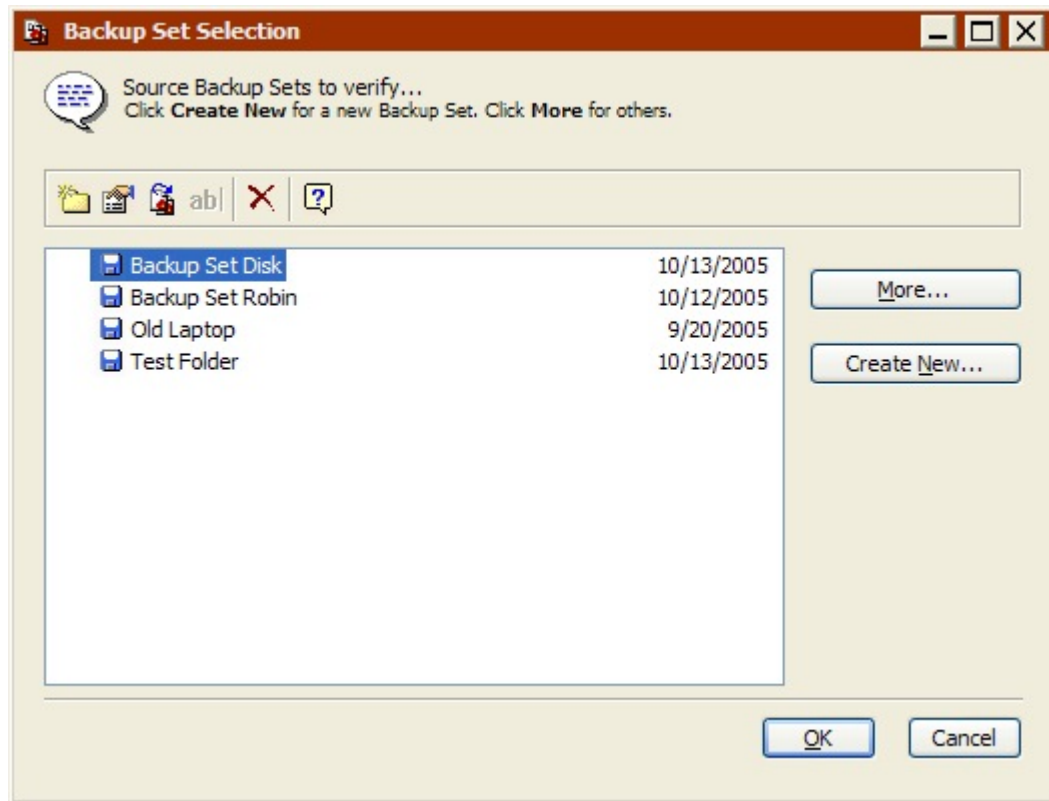 Backup Set Selection
Source Backup Sets to verify...
Click Create New for a new Backup Set. Click More for others.
ab|
Backup Set Disk 10/13/2005
Backup Set Robin 10/12/2005
Old Laptop 9/20/2005
Test Folder 10/13/2005
More...
Create New...
OK
Cancel